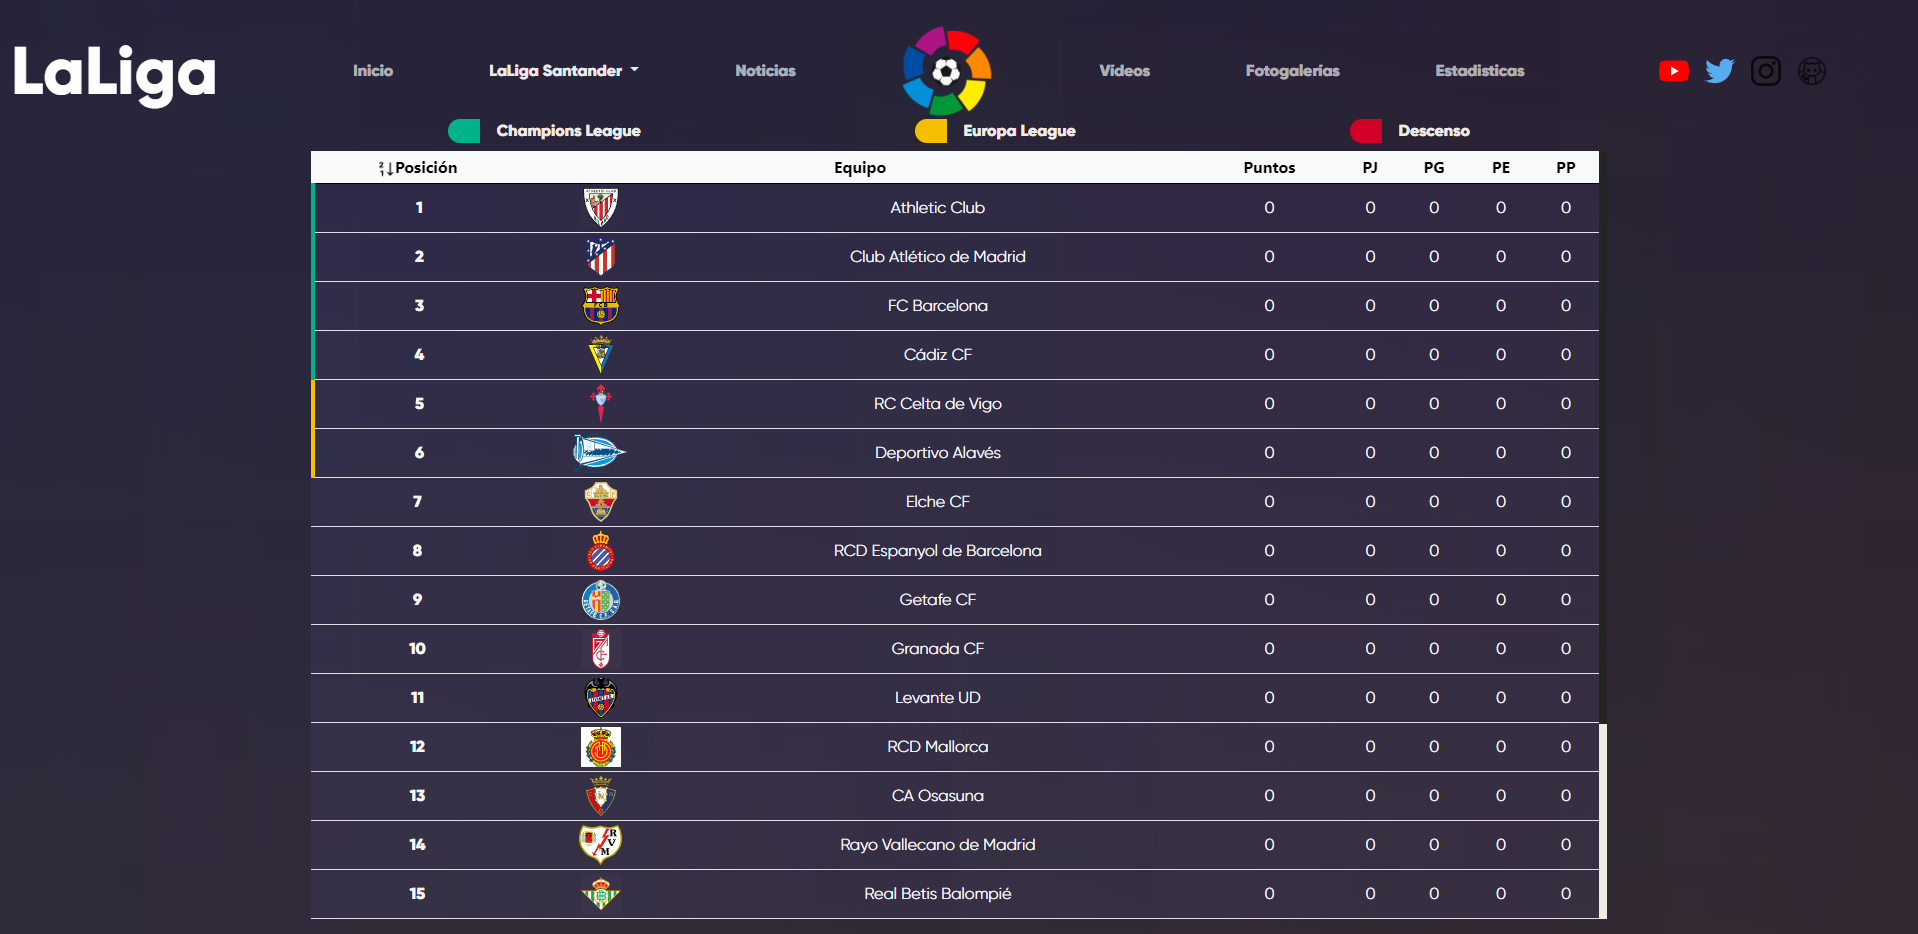 LaLiga
Inicio LaLiga Santander Noticias Vídeos Fotogalerías Estadísticas
Champions League Europa League Descenso
Posición Equipo Puntos PJ PG PE PP
1 Athletic Club 0 0 0 0 0
2 Club Atlético de Madrid 0 0 0 0 0
3 FC Barcelona 0 0 0 0 0
4 Cádiz CF 0 0 0 0 0
5 RC Celta de Vigo 0 0 0 0 0
6 Deportivo Alavés 0 0 0 0 0
7 Elche CF 0 0 0 0 0
8 RCD Espanyol de Barcelona 0 0 0 0 0
9 Getafe CF 0 0 0 0 0
10 Granada CF 0 0 0 0 0
11 Levante UD 0 0 0 0 0
12 RCD Mallorca 0 0 0 0 0
13 CA Osasuna 0 0 0 0 0
14 Rayo Vallecano de Madrid 0 0 0 0 0
15 Real Betis Balompié 0 0 0 0 0